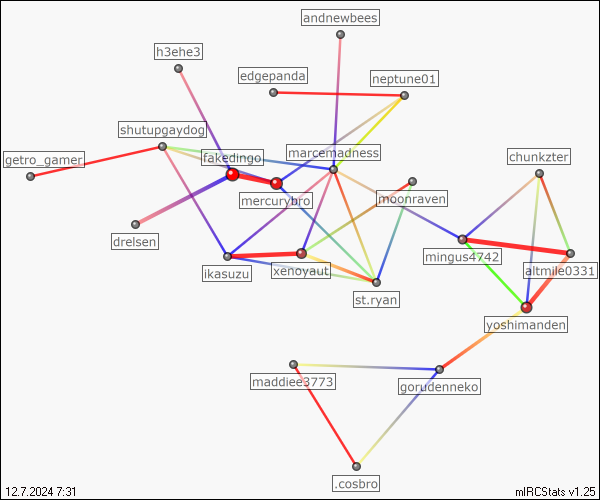 andnewbees
h3ehe3
edgepanda
neptune01
shutupgaydog
getro_gamer
fakedingo
marcemadness
chunkzter
mercurybro
moonraven
drelsen
mingus4742
ikasuzu
xenoyaut
altmile0331
st.ryan
yoshimanden
maddiee3773
gorudenneko
.cosbro
12.7.2024 7:31
mIRCStats v1.25